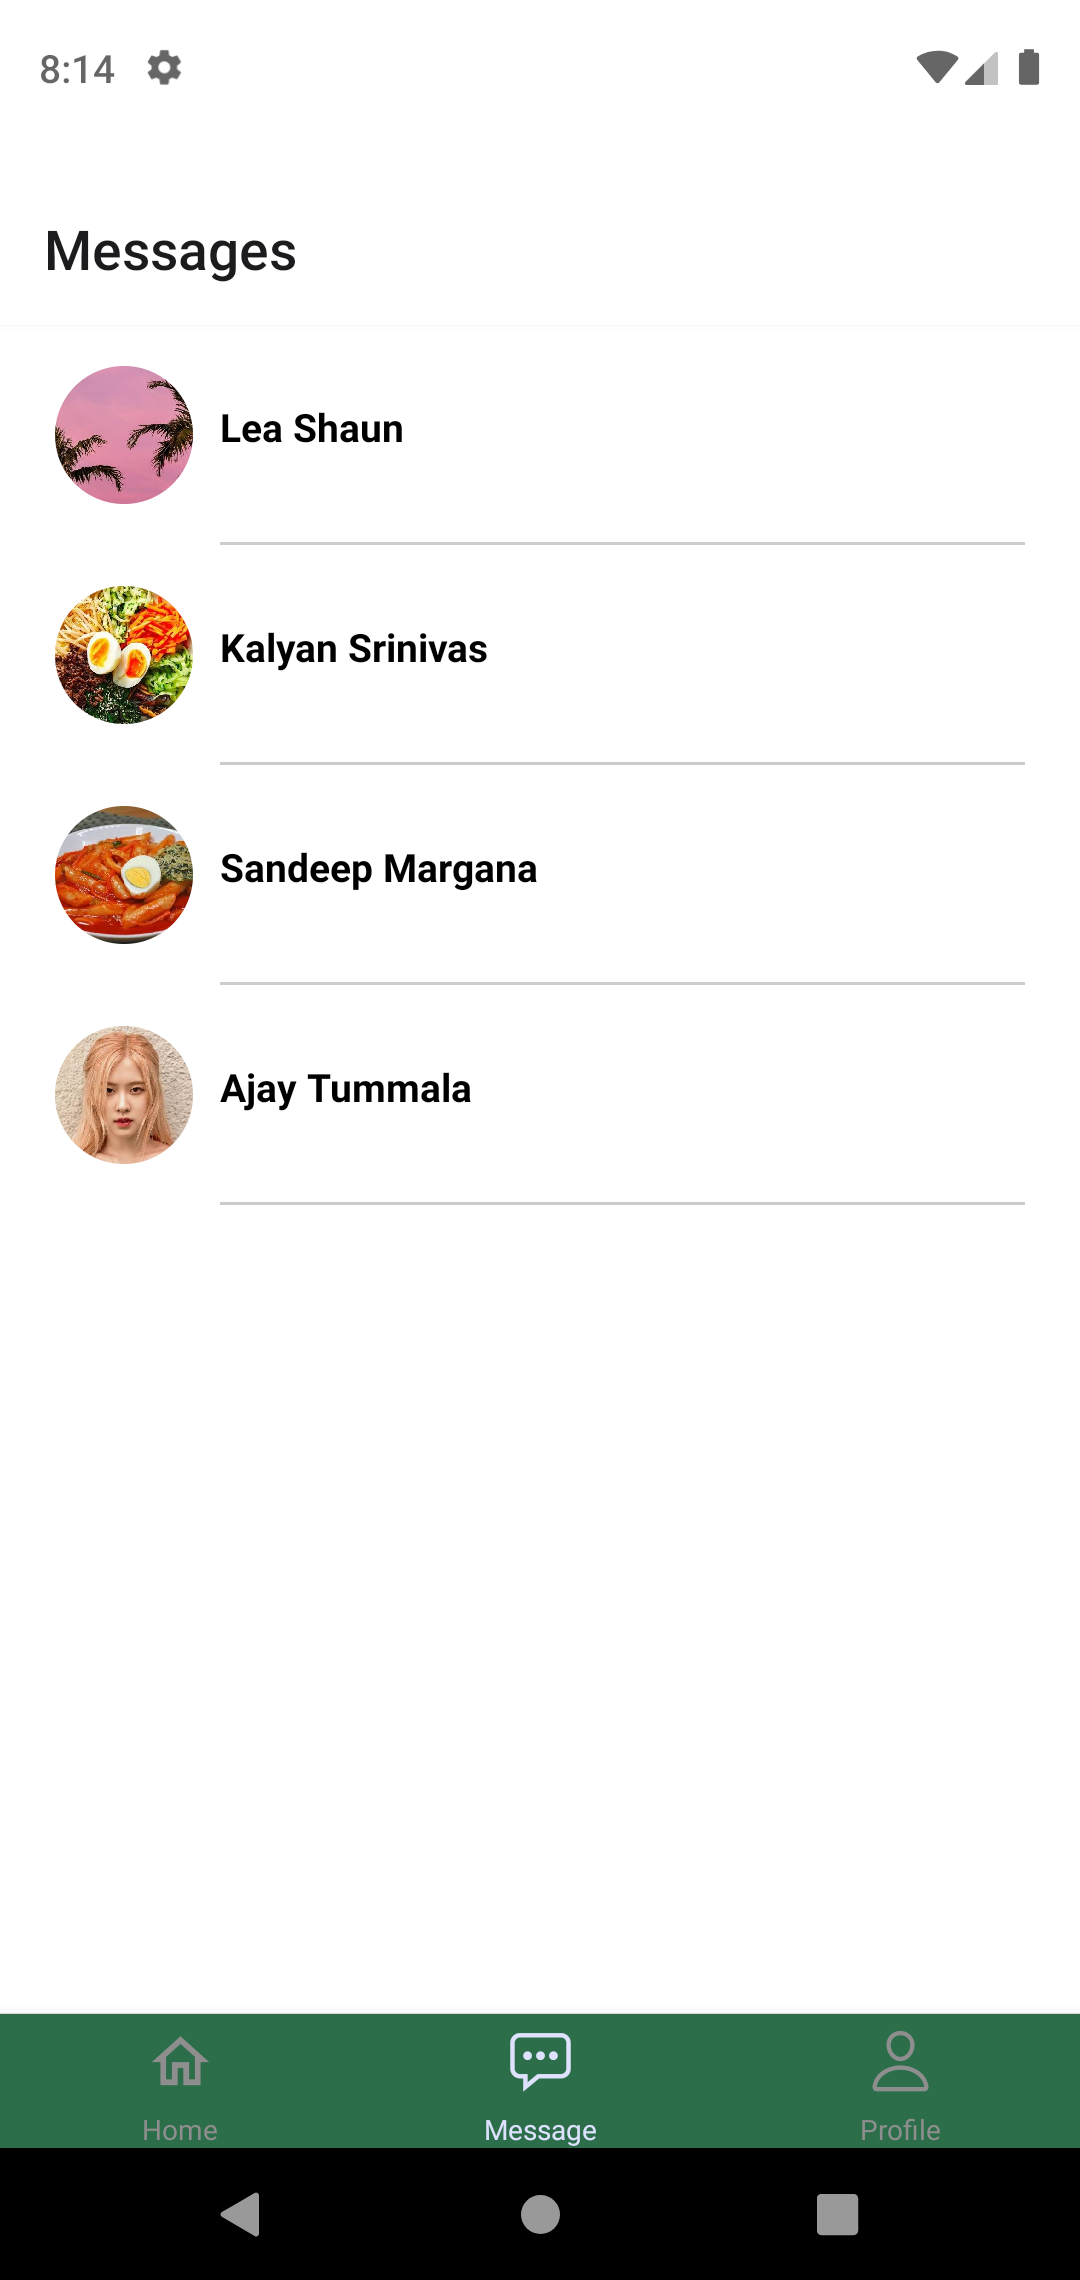 8:14
Messages
Lea Shaun
Kalyan Srinivas
Sandeep Margana
Ajay Tummala
Home
Message
Profile